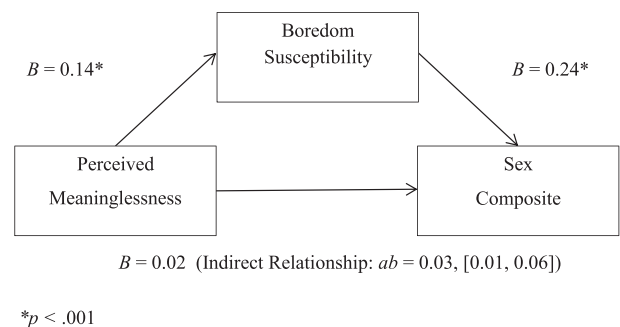 Boredom
Susceptibility
B = 0.14*
B = 0.24*
Perceived
Meaninglessness
Sex
Composite
B = 0.02 (Indirect Relationship: ab = 0.03, [0.01, 0.06])
*p < .001